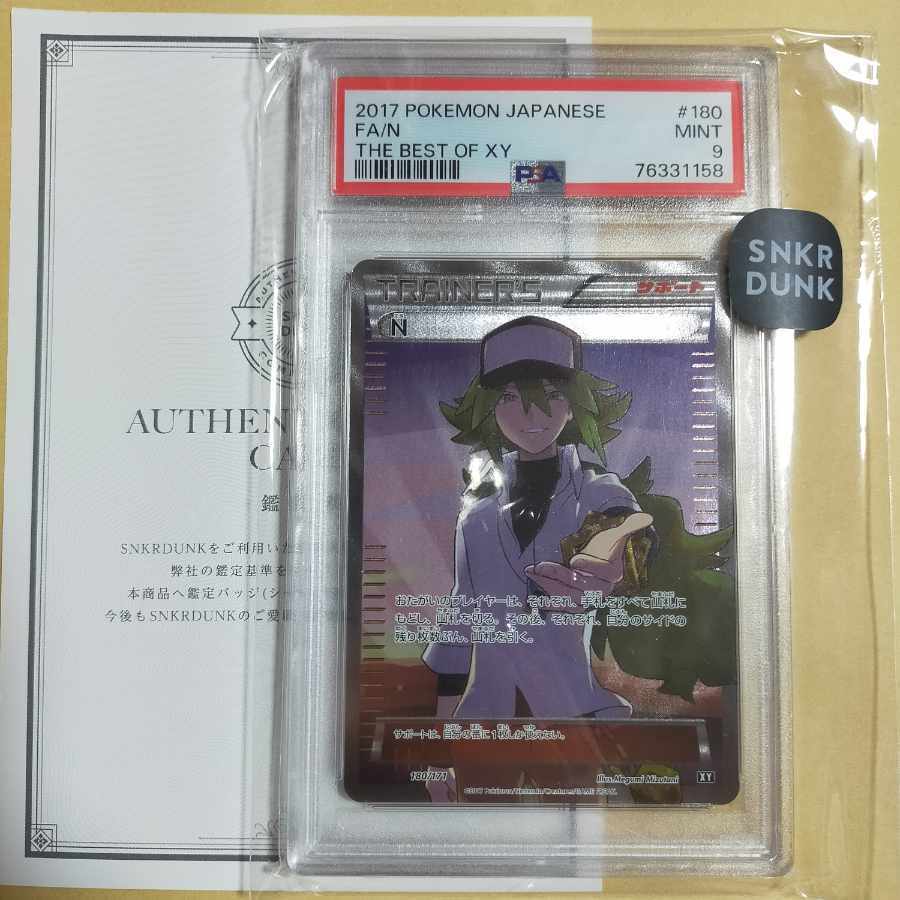 2017 POKEMON JAPANESE #180
FA/N MINT
THE BEST OF XY 9
76331158
PSA
SNKR
DUNK
TRAINER'S サポート
N
AUTHEN
CA
鑑
SNKRDUNKをご利用いた
弊社の鑑定基準を
本商品へ鑑定バッジ(シー
今後もSNKRDUNKのご愛顧
おたがいのプレイヤーは、それぞれ、手札をすべて山札に
もどし、山札を切る。その後、それぞれ、自分のサイドの
残り枚数ぶん、山札を引く。
サポートは、自分の番に1枚しか使えない。
180/171 Illus. Megumi Mizutani XY